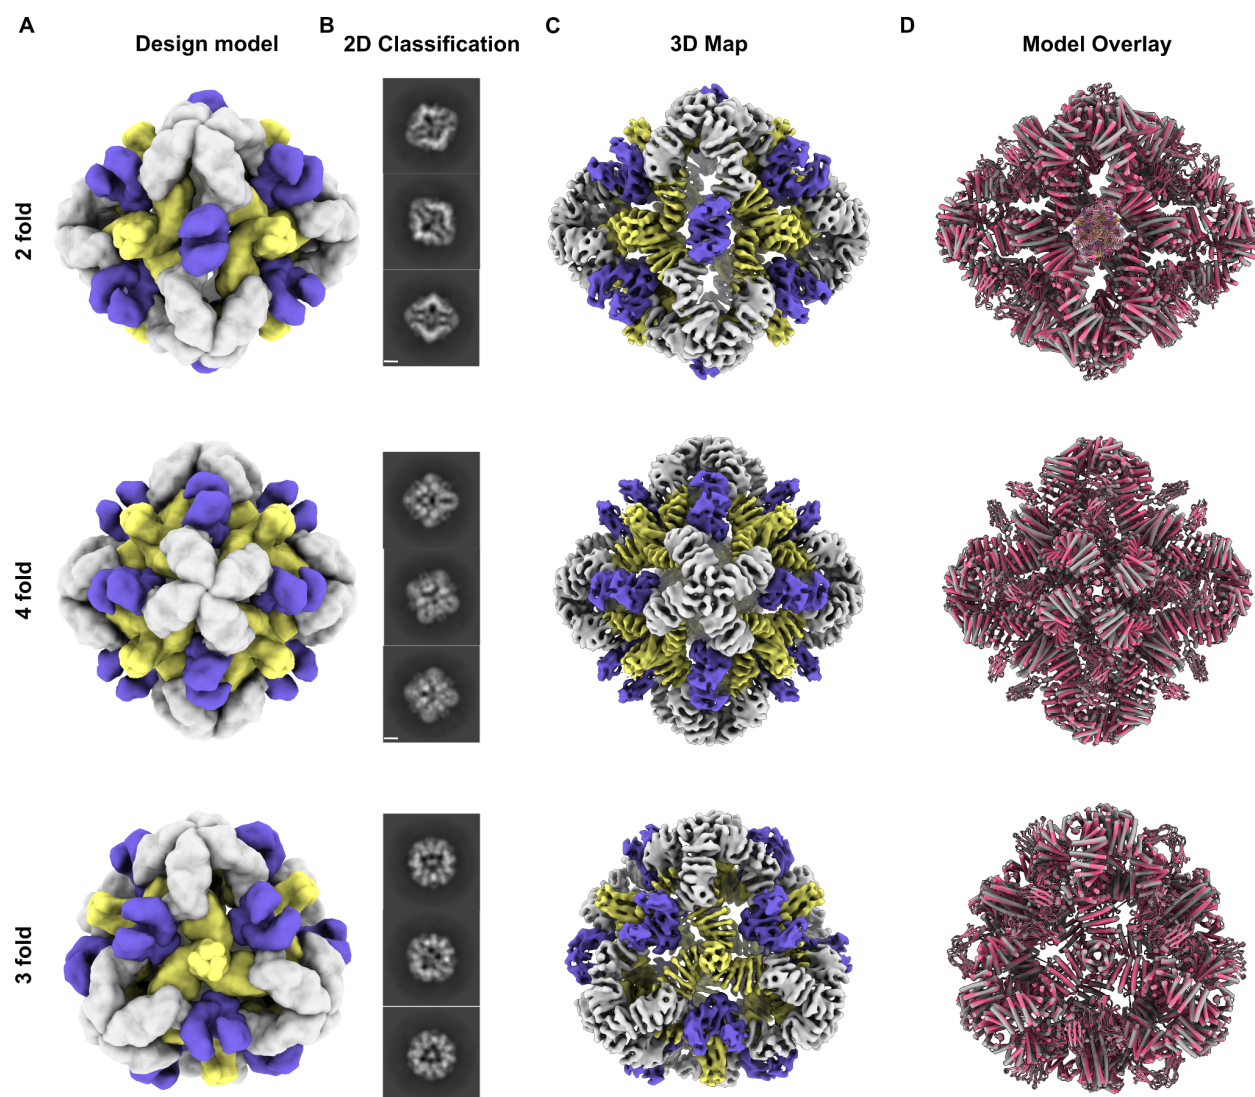 A
Design model
B
2D Classification
C
3D Map
D
Model Overlay
2 fold
4 fold
3 fold